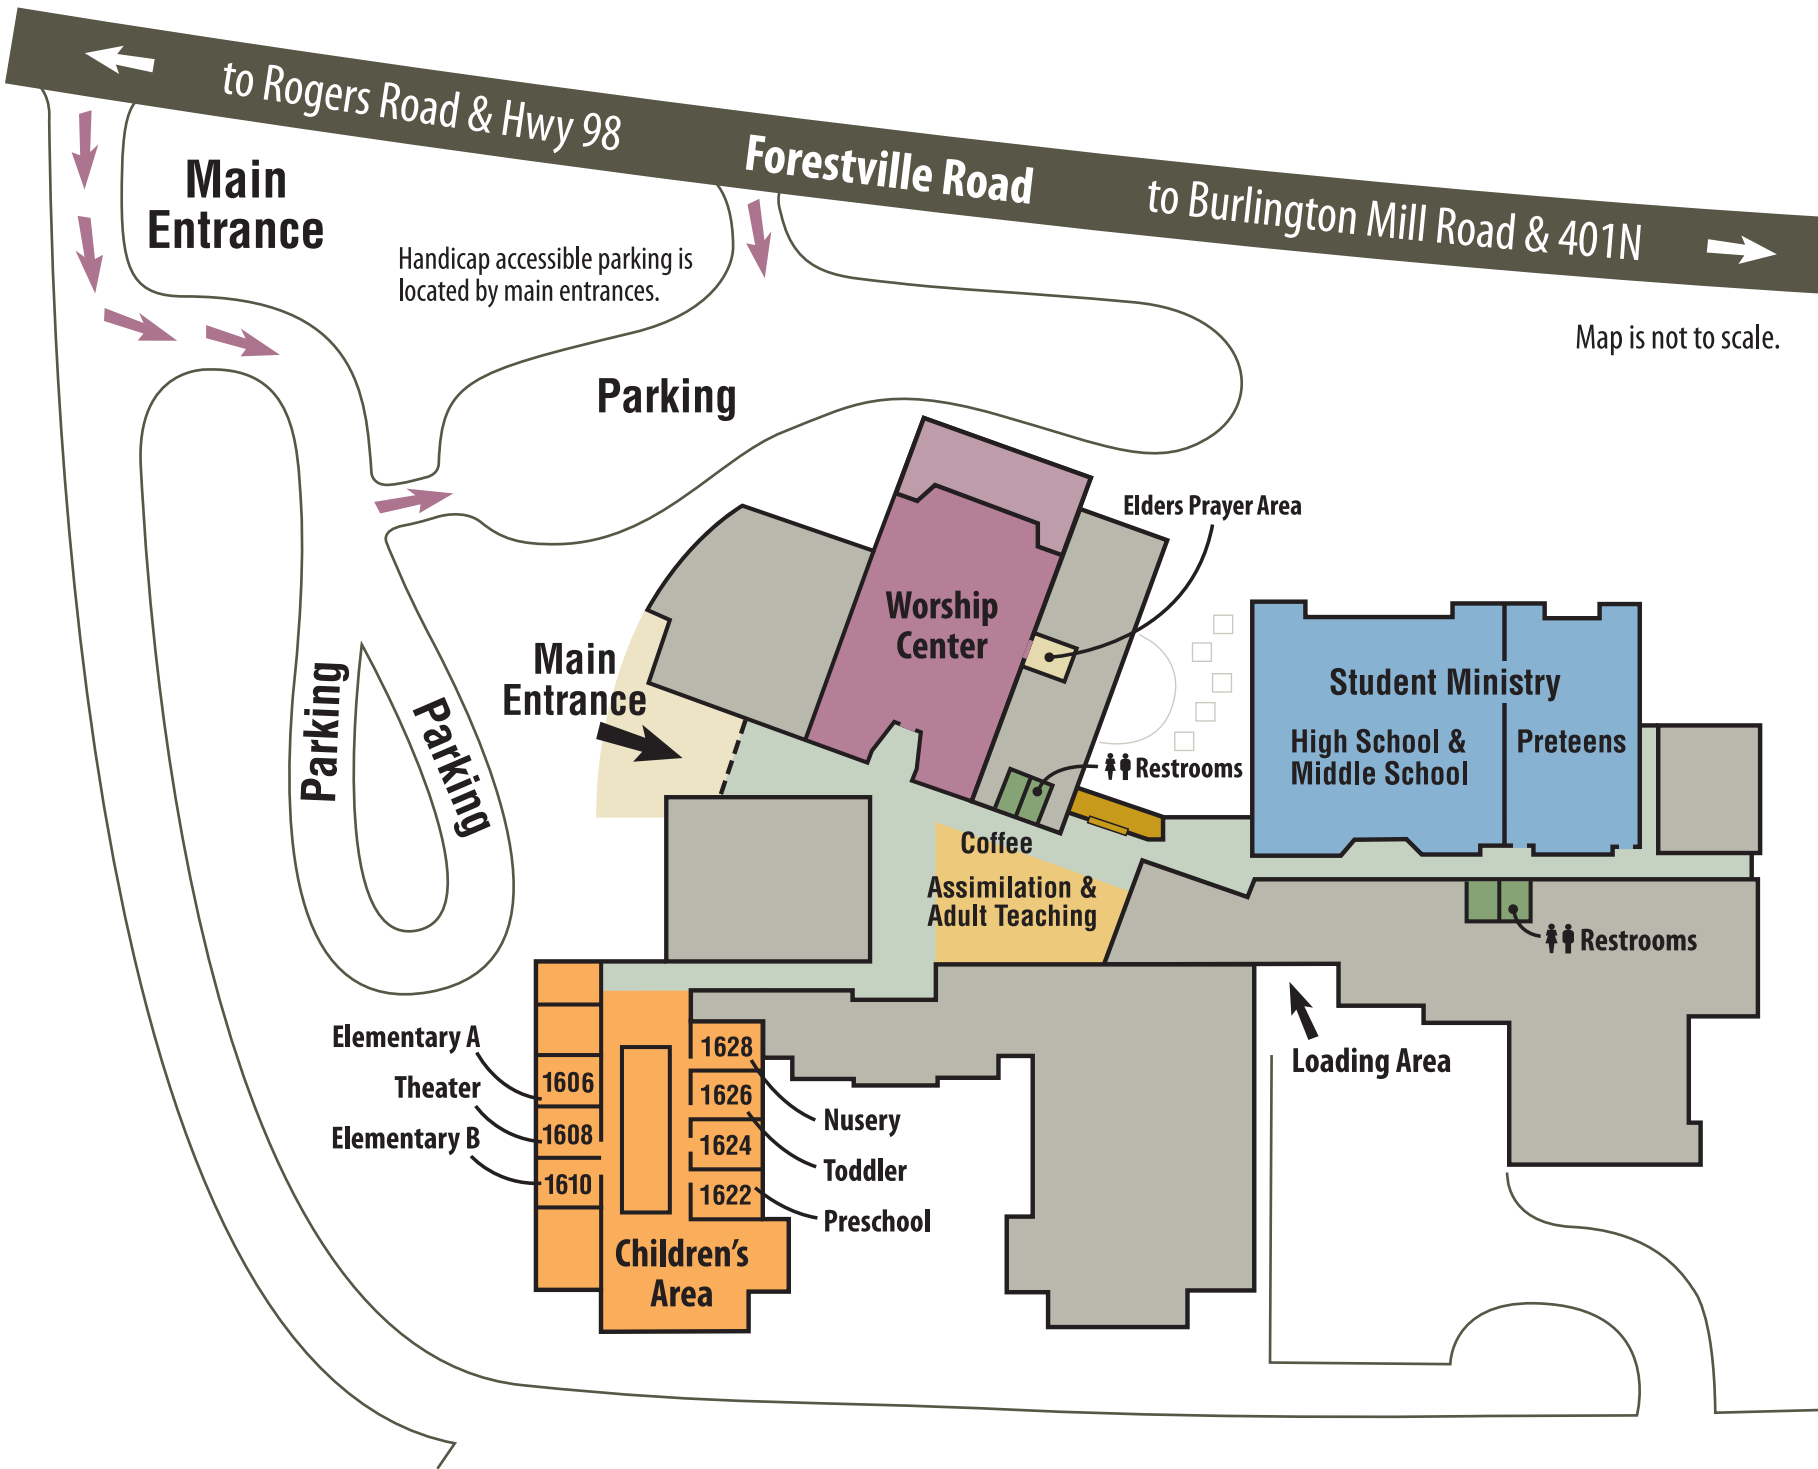 to Rogers Road & Hwy 98
Forestville Road
to Burlington Mill Road & 401N
Main
Entrance
Handicap accessible parking is
located by main entrances.
Map is not to scale.
Parking
Elders Prayer Area
Worship
Center
Main
Entrance
Parking
Parking
Student Ministry
High School &
Middle School
Preteens
Restrooms
Coffee
Assimilation &
Adult Teaching
Restrooms
Loading Area
Elementary A
Theater
Elementary B
1606
1608
1610
1628
1626
1624
1622
Nusery
Toddler
Preschool
Children's
Area